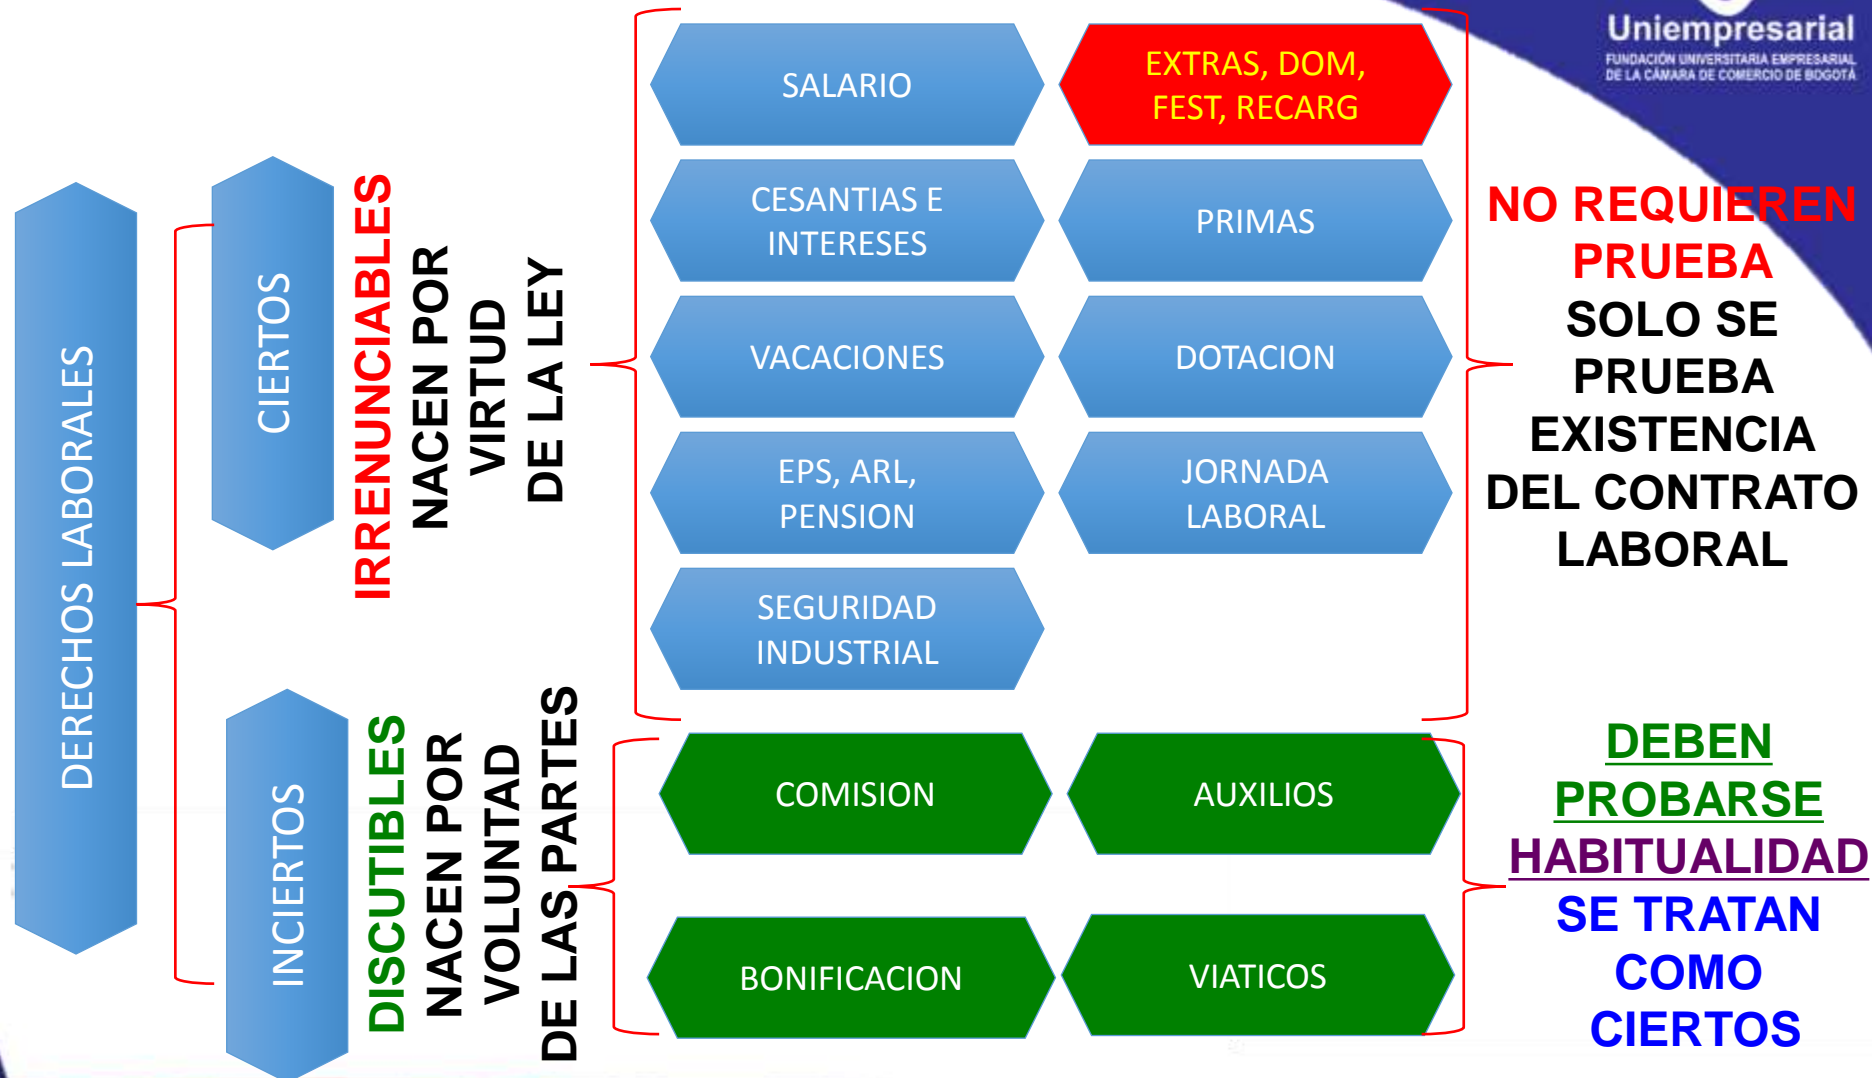 Uniempresarial
FUNDACIÓN UNIVERSITARIA EMPRESARIAL
DE LA CÁMARA DE COMERCIO DE BOGOTÁ
DERECHOS LABORALES
CIERTOS
IRRENUNCIABLES
NACEN POR
VIRTUD
DE LA LEY
SALARIO
EXTRAS, DOM,
FEST, RECARG
CESANTIAS E
INTERESES
PRIMAS
VACACIONES
DOTACION
EPS, ARL,
PENSION
JORNADA
LABORAL
SEGURIDAD
INDUSTRIAL
NO REQUIEREN
PRUEBA
SOLO SE
PRUEBA
EXISTENCIA
DEL CONTRATO
LABORAL
INCIERTOS
DISCUTIBLES
NACEN POR
VOLUNTAD
DE LAS PARTES
COMISION
AUXILIOS
BONIFICACION
VIATICOS
DEBEN
PROBARSE
HABITUALIDAD
SE TRATAN
COMO
CIERTOS